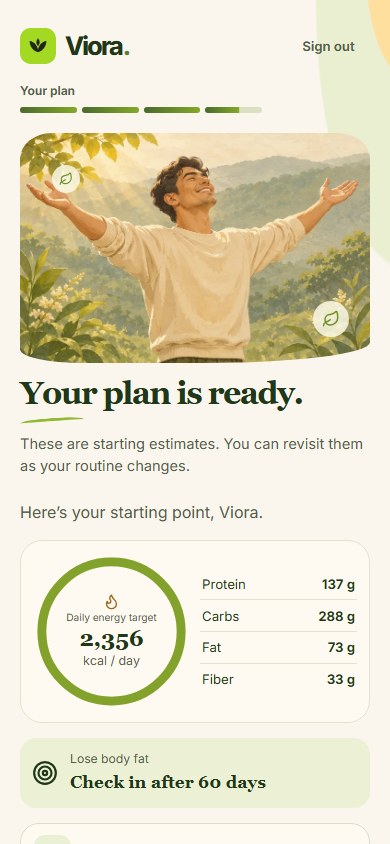 Viora.
Sign out
Your plan
Your plan is ready.
These are starting estimates. You can revisit them
as your routine changes.
Here’s your starting point, Viora.
Daily energy target
2,356
kcal / day
Protein 137 g
Carbs 288 g
Fat 73 g
Fiber 33 g
Lose body fat
Check in after 60 days